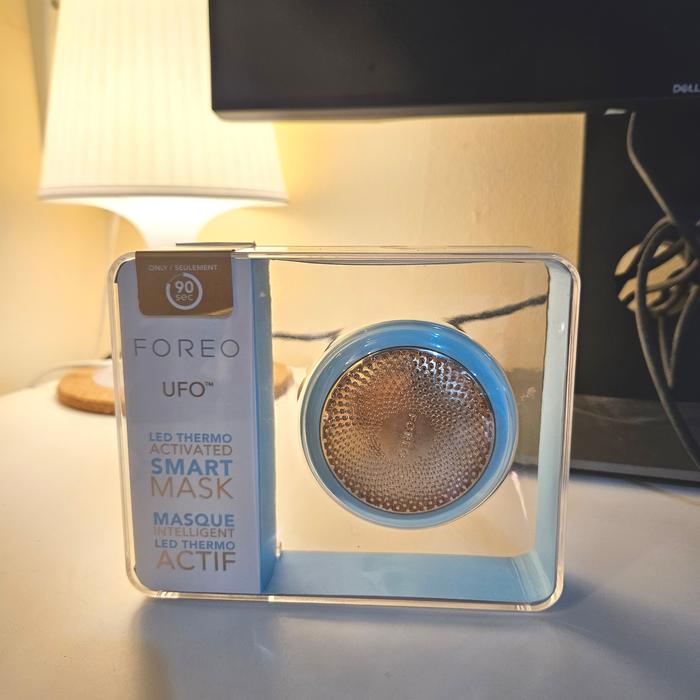 DELL
ONLY / SEULEMENT
90
sec
FOREO
UFO™
LED THERMO
ACTIVATED
SMART
MASK
MASQUE
INTELLIGENT
LED THERMO
ACTIF
FOREO